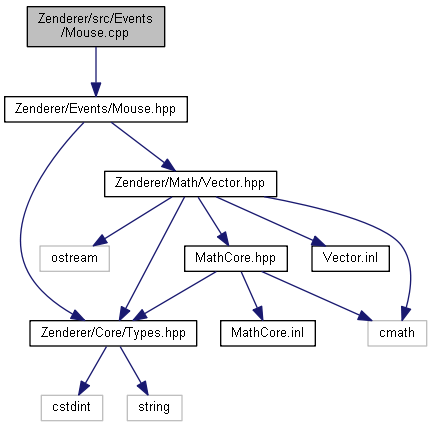 Zenderer/src/Events
/Mouse.cpp
Zenderer/Events/Mouse.hpp
Zenderer/Math/Vector.hpp
ostream
MathCore.hpp
Vector.inl
Zenderer/Core/Types.hpp
MathCore.inl
cmath
cstdint
string